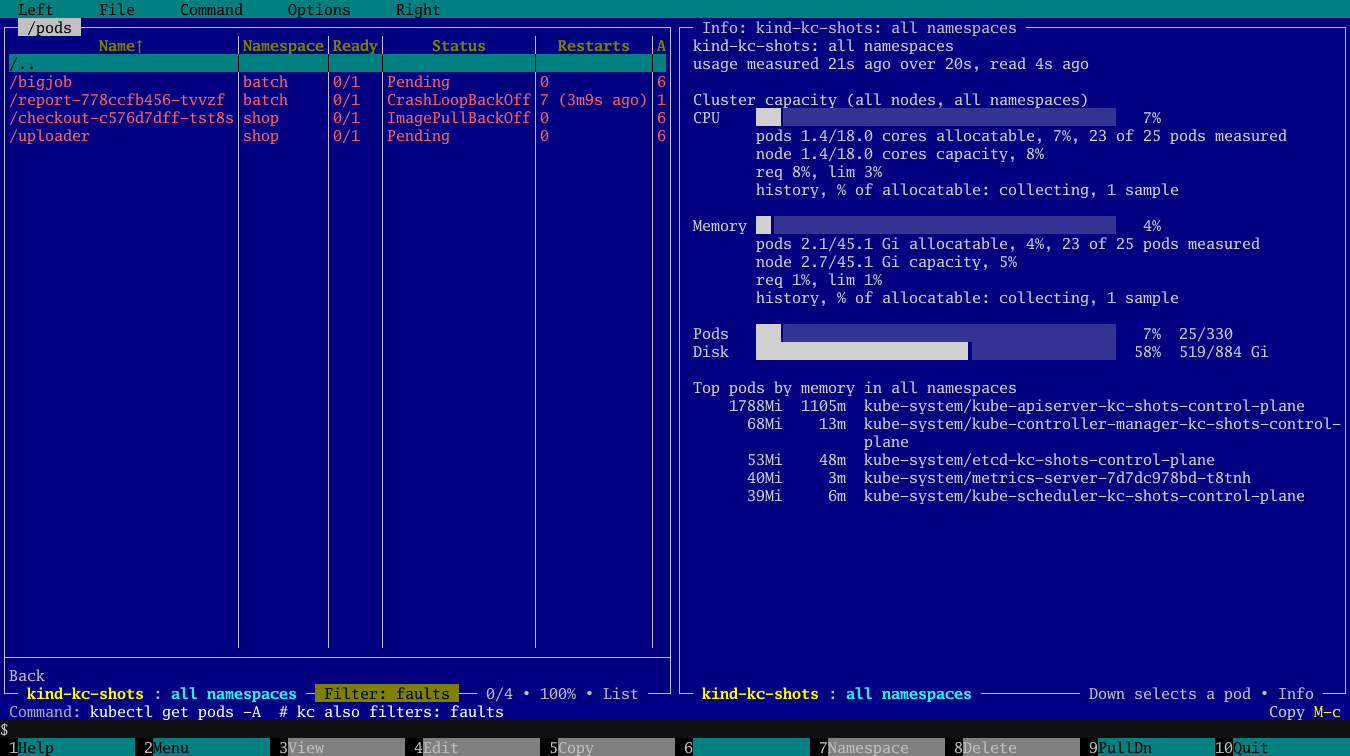 Left File Command Options Right
/pods
Name↑ Namespace Ready Status Restarts A
/..
/bigjob batch 0/1 Pending 0 6
/report-778ccfb456-tvvzf batch 0/1 CrashLoopBackOff 7 (3m9s ago) 1
/checkout-c576d7dff-tst8s shop 0/1 ImagePullBackOff 0 6
/uploader shop 0/1 Pending 0 6
Back
kind-kc-shots : all namespaces Filter: faults 0/4 • 100% • List
Info: kind-kc-shots: all namespaces
kind-kc-shots: all namespaces
usage measured 21s ago over 20s, read 4s ago
Cluster capacity (all nodes, all namespaces)
CPU 7%
pods 1.4/18.0 cores allocatable, 7%, 23 of 25 pods measured
node 1.4/18.0 cores capacity, 8%
req 8%, lim 3%
history, % of allocatable: collecting, 1 sample
Memory 4%
pods 2.1/45.1 Gi allocatable, 4%, 23 of 25 pods measured
node 2.7/45.1 Gi capacity, 5%
req 1%, lim 1%
history, % of allocatable: collecting, 1 sample
Pods 7% 25/330
Disk 58% 519/884 Gi
Top pods by memory in all namespaces
1788Mi 1105m kube-system/kube-apiserver-kc-shots-control-plane
68Mi 13m kube-system/kube-controller-manager-kc-shots-control-
plane
53Mi 48m kube-system/etcd-kc-shots-control-plane
40Mi 3m kube-system/metrics-server-7d7dc978bd-t8tnh
39Mi 6m kube-system/kube-scheduler-kc-shots-control-plane
kind-kc-shots : all namespaces Down selects a pod • Info
Command: kubectl get pods -A # kc also filters: faults Copy M-c
$
1Help 2Menu 3View 4Edit 5Copy 6 7Namespace 8Delete 9PullDn 10Quit